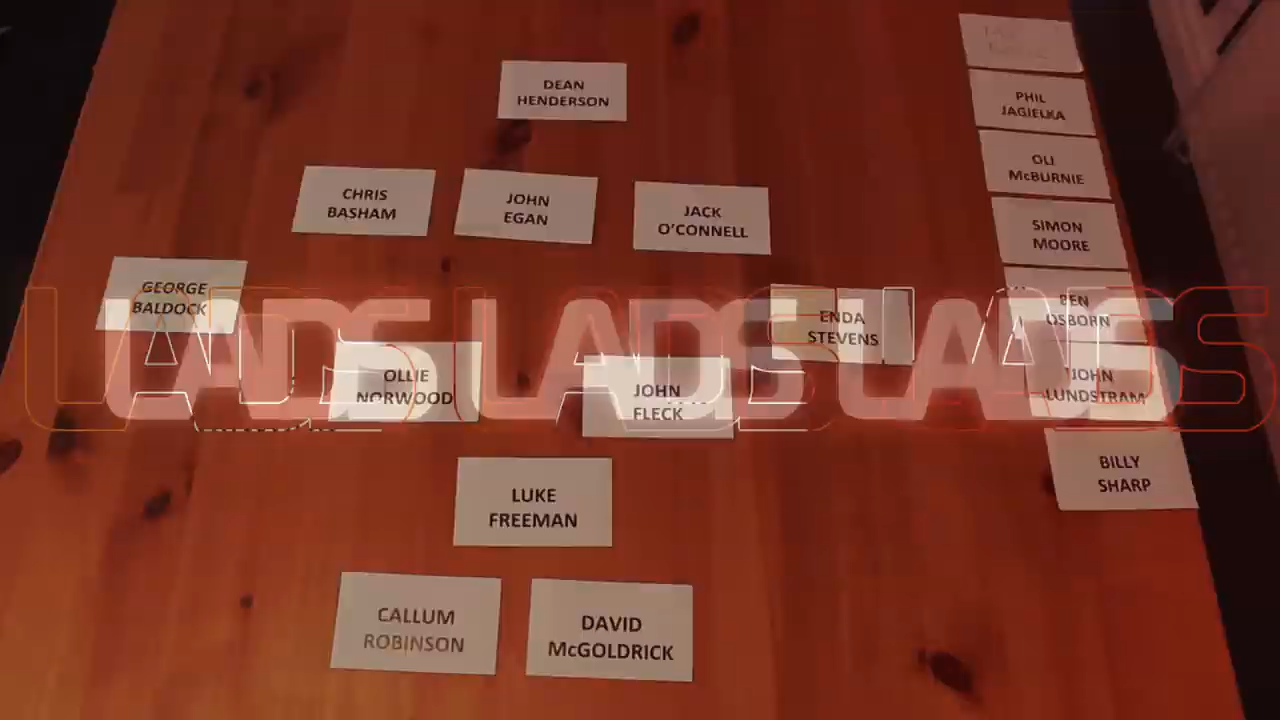 DEAN
HENDERSON
CHRIS
BASHAM
JOHN
EGAN
JACK
O'CONNELL
GEORGE
BALDOCK
ENDA
STEVENS
OLLIE
NORWOOD
JOHN
FLECK
LUKE
FREEMAN
CALLUM
ROBINSON
DAVID
McGOLDRICK
PHIL
JAGIELKA
OLI
McBURNIE
SIMON
MOORE
BEN
OSBORN
JOHN
LUNDSTRAM
BILLY
SHARP
LADS LADS LADS